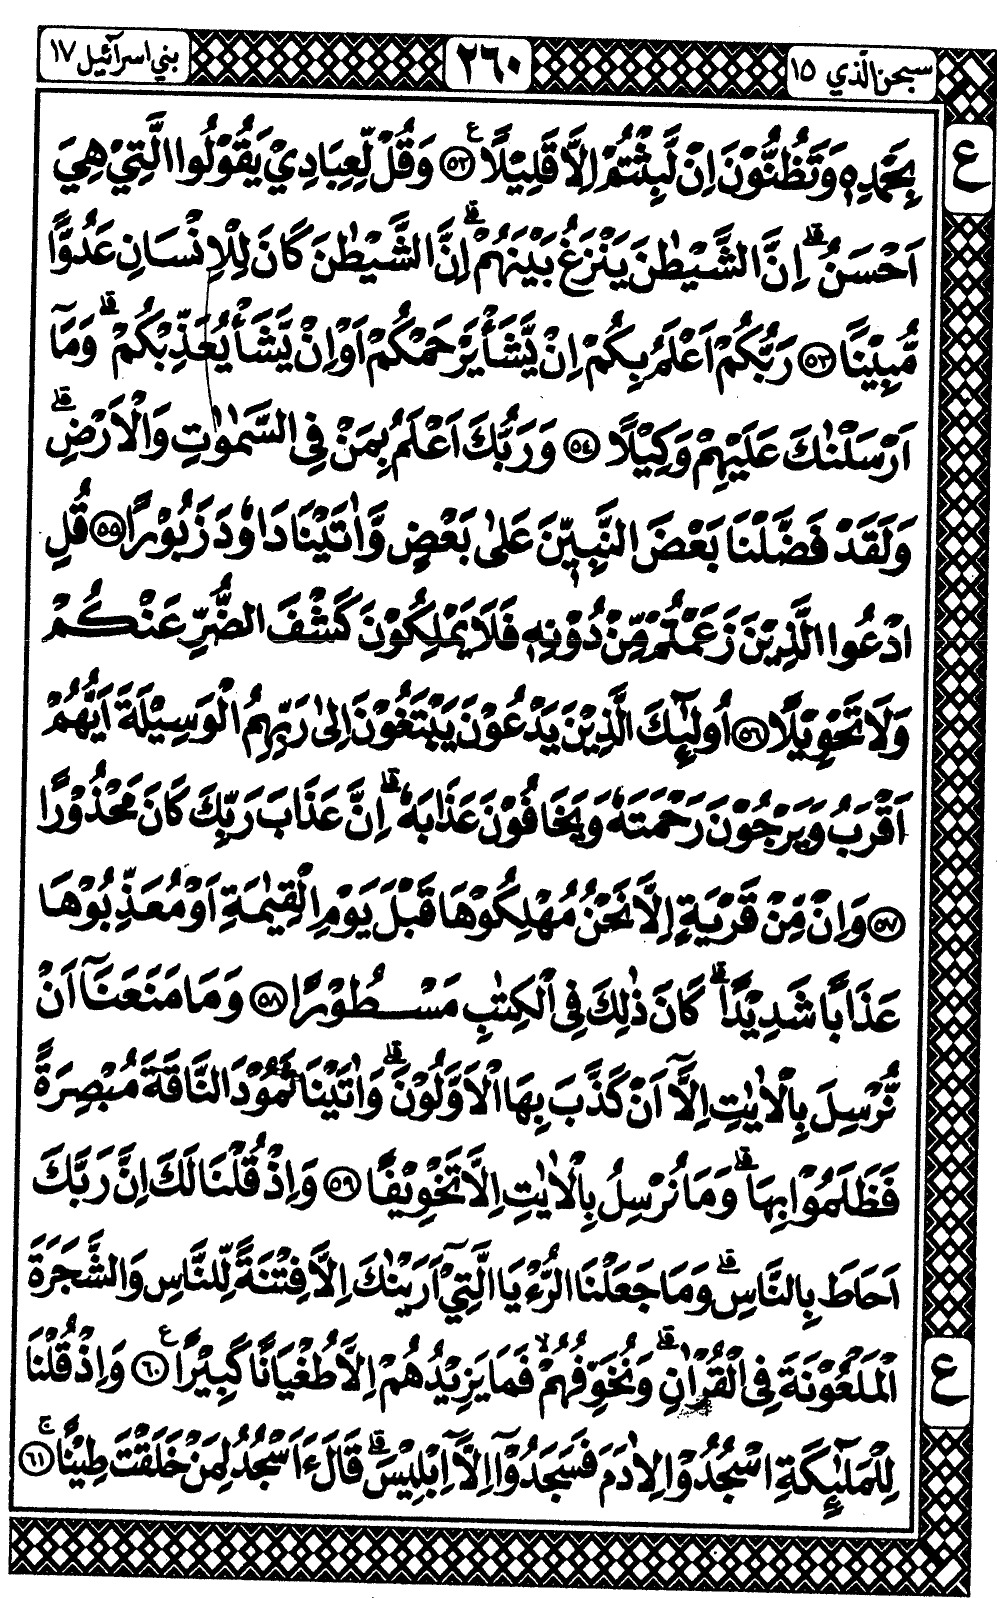 سبحن الذي ١٥
٢٦٠
بني اسرآئيل ١٧
بِحَمْدِهٖ وَتَظُنُّوْنَ اِنْ لَّبِثْتُمْ اِلَّا قَلِيْلًا ﴿٥٢﴾ ع وَقُلْ لِّعِبَادِيْ يَقُوْلُوا الَّتِيْ هِيَ
ع
اَحْسَنُ ۗ اِنَّ الشَّيْطٰنَ يَنْزَغُ بَيْنَهُمْ ۗ اِنَّ الشَّيْطٰنَ كَانَ لِلْاِنْسَانِ عَدُوًّا
مُّبِيْنًا ﴿٥٣﴾ رَبُّكُمْ اَعْلَمُ بِكُمْ اِنْ يَّشَأْ يَرْحَمْكُمْ اَوْ اِنْ يَّشَأْ يُعَذِّبْكُمْ ۗ وَمَآ
اَرْسَلْنٰكَ عَلَيْهِمْ وَكِيْلًا ﴿٥٤﴾ وَرَبُّكَ اَعْلَمُ بِمَنْ فِى السَّمٰوٰتِ وَالْاَرْضِ ۗ
وَلَقَدْ فَضَّلْنَا بَعْضَ النَّبِيّٖنَ عَلٰى بَعْضٍ وَّاٰتَيْنَا دَاوٗدَ زَبُوْرًا ﴿٥٥﴾ قُلِ
ادْعُوا الَّذِيْنَ زَعَمْتُمْ مِّنْ دُوْنِهٖ فَلَا يَمْلِكُوْنَ كَشْفَ الضُّرِّ عَنْكُمْ
وَلَا تَحْوِيْلًا ﴿٥٦﴾ اُولٰٓئِكَ الَّذِيْنَ يَدْعُوْنَ يَبْتَغُوْنَ اِلٰى رَبِّهِمُ الْوَسِيْلَةَ اَيُّهُمْ
اَقْرَبُ وَيَرْجُوْنَ رَحْمَتَهٗ وَيَخَافُوْنَ عَذَابَهٗ ۗ اِنَّ عَذَابَ رَبِّكَ كَانَ مَحْذُوْرًا
﴿٥٧﴾ وَاِنْ مِّنْ قَرْيَةٍ اِلَّا نَحْنُ مُهْلِكُوْهَا قَبْلَ يَوْمِ الْقِيٰمَةِ اَوْ مُعَذِّبُوْهَا
عَذَابًا شَدِيْدًا ۗ كَانَ ذٰلِكَ فِى الْكِتٰبِ مَسْطُوْرًا ﴿٥٨﴾ وَمَا مَنَعَنَآ اَنْ
نُّرْسِلَ بِالْاٰيٰتِ اِلَّآ اَنْ كَذَّبَ بِهَا الْاَوَّلُوْنَ ۗ وَاٰتَيْنَا ثَمُوْدَ النَّاقَةَ مُبْصِرَةً
فَظَلَمُوْا بِهَا ۗ وَمَا نُرْسِلُ بِالْاٰيٰتِ اِلَّا تَخْوِيْفًا ﴿٥٩﴾ وَاِذْ قُلْنَا لَكَ اِنَّ رَبَّكَ
اَحَاطَ بِالنَّاسِ ۗ وَمَا جَعَلْنَا الرُّءْيَا الَّتِيْٓ اَرَيْنٰكَ اِلَّا فِتْنَةً لِّلنَّاسِ وَالشَّجَرَةَ
الْمَلْعُوْنَةَ فِى الْقُرْاٰنِ ۗ وَنُخَوِّفُهُمْ ۙ فَمَا يَزِيْدُهُمْ اِلَّا طُغْيَانًا كَبِيْرًا ﴿٦٠﴾ ع وَاِذْ قُلْنَا
ع
لِلْمَلٰٓئِكَةِ اسْجُدُوْا لِاٰدَمَ فَسَجَدُوْٓا اِلَّآ اِبْلِيْسَ ۗ قَالَ ءَاَسْجُدُ لِمَنْ خَلَقْتَ طِيْنًا ۚ ﴿٦١﴾